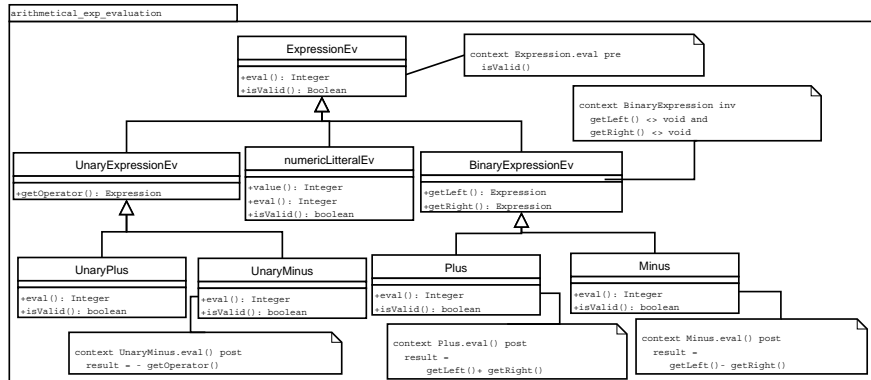 arithmetical_exp_evaluation
ExpressionEv
+eval(): Integer
+isValid(): Boolean
context Expression.eval pre
isValid()
context BinaryExpression inv
getLeft() <> void and
getRight() <> void
UnaryExpressionEv
+getOperator(): Expression
numericLitteralEv
+value(): Integer
+eval(): Integer
+isValid(): boolean
BinaryExpressionEv
+getLeft(): Expression
+getRight(): Expression
UnaryPlus
+eval(): Integer
+isValid(): boolean
UnaryMinus
+eval(): Integer
+isValid(): boolean
Plus
+eval(): Integer
+isValid(): boolean
Minus
+eval(): Integer
+isValid(): boolean
context UnaryMinus.eval() post
result = - getOperator()
context Plus.eval() post
result =
getLeft()+ getRight()
context Minus.eval() post
result =
getLeft()- getRight()